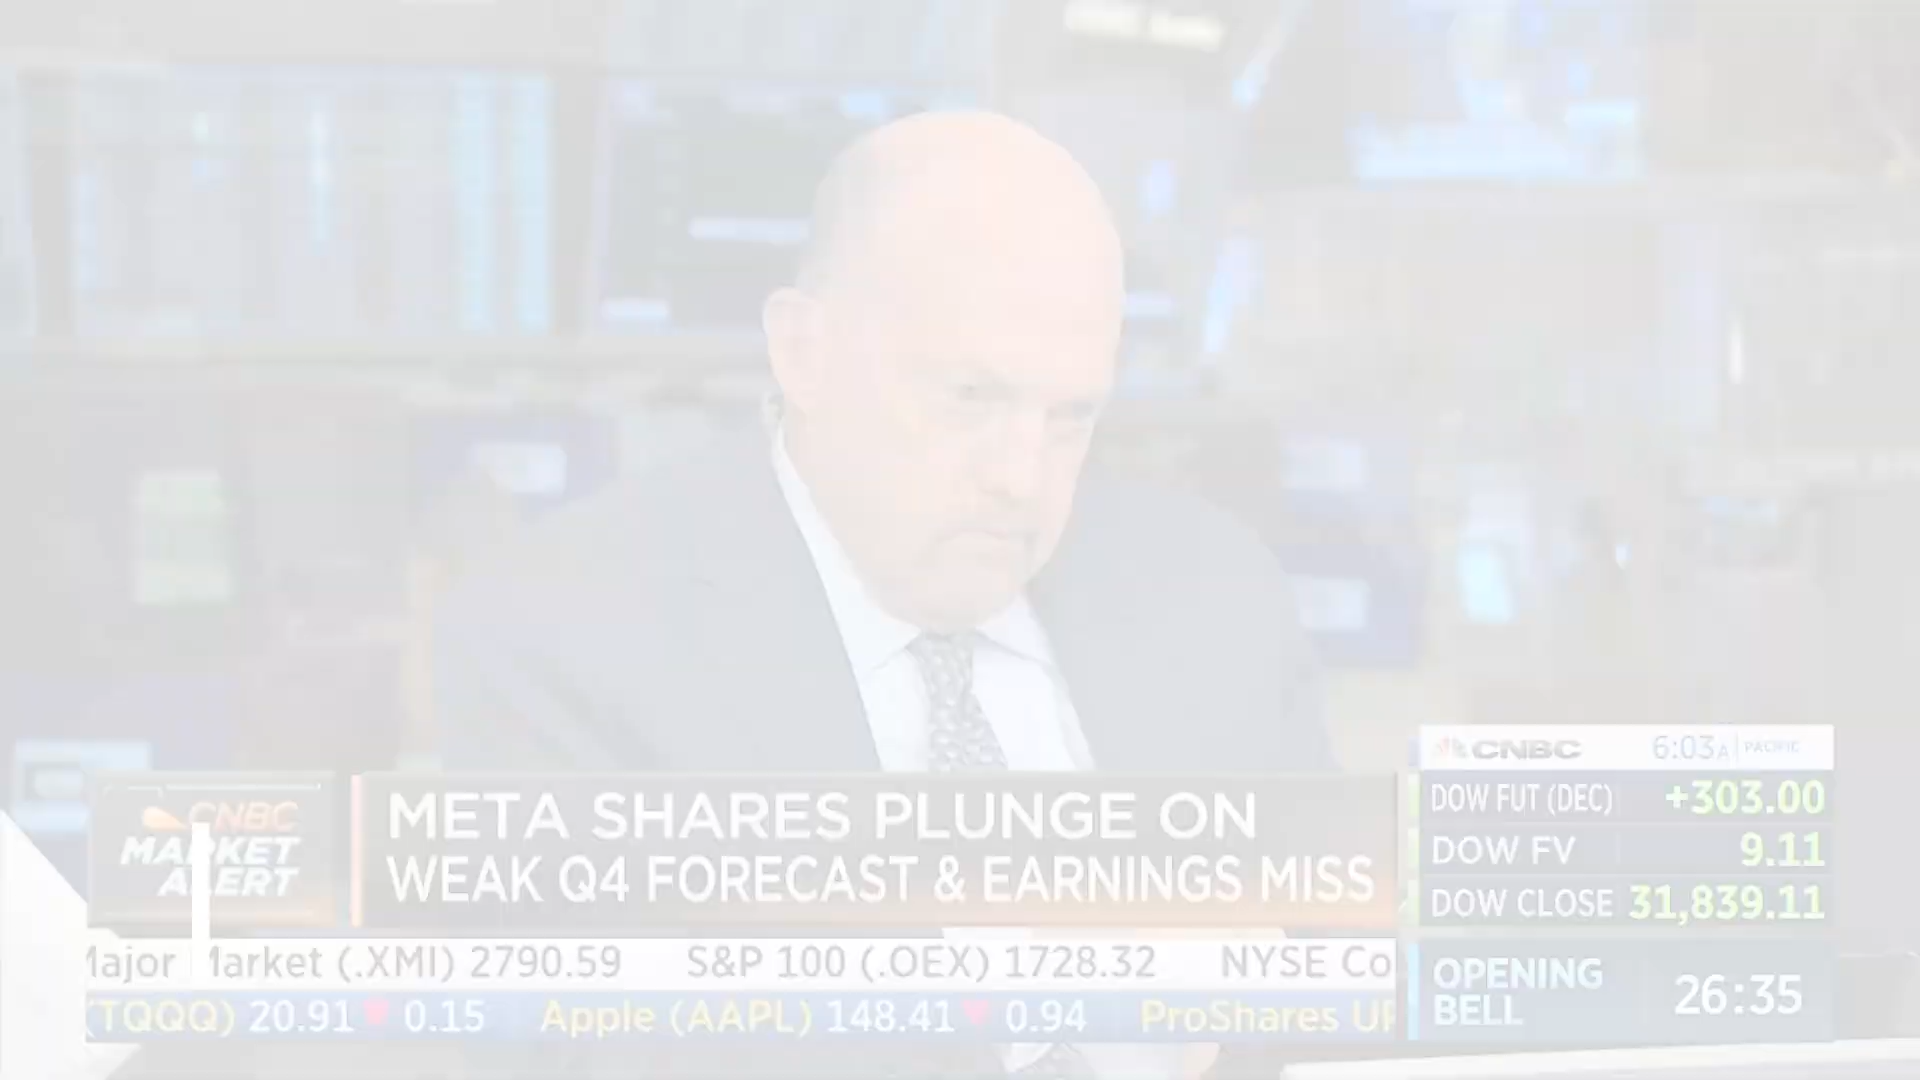 CNBC
6:03A PACIFIC
DOW FUT (DEC) +303.00
DOW FV 9.11
DOW CLOSE 31,839.11
CNBC
MARKET
ALERT
META SHARES PLUNGE ON
WEAK Q4 FORECAST & EARNINGS MISS
Major Market (.XMI) 2790.59 S&P 100 (.OEX) 1728.32 NYSE Co
(TQQQ) 20.91 0.15 Apple (AAPL) 148.41 0.94 ProShares
OPENING
BELL
26:35